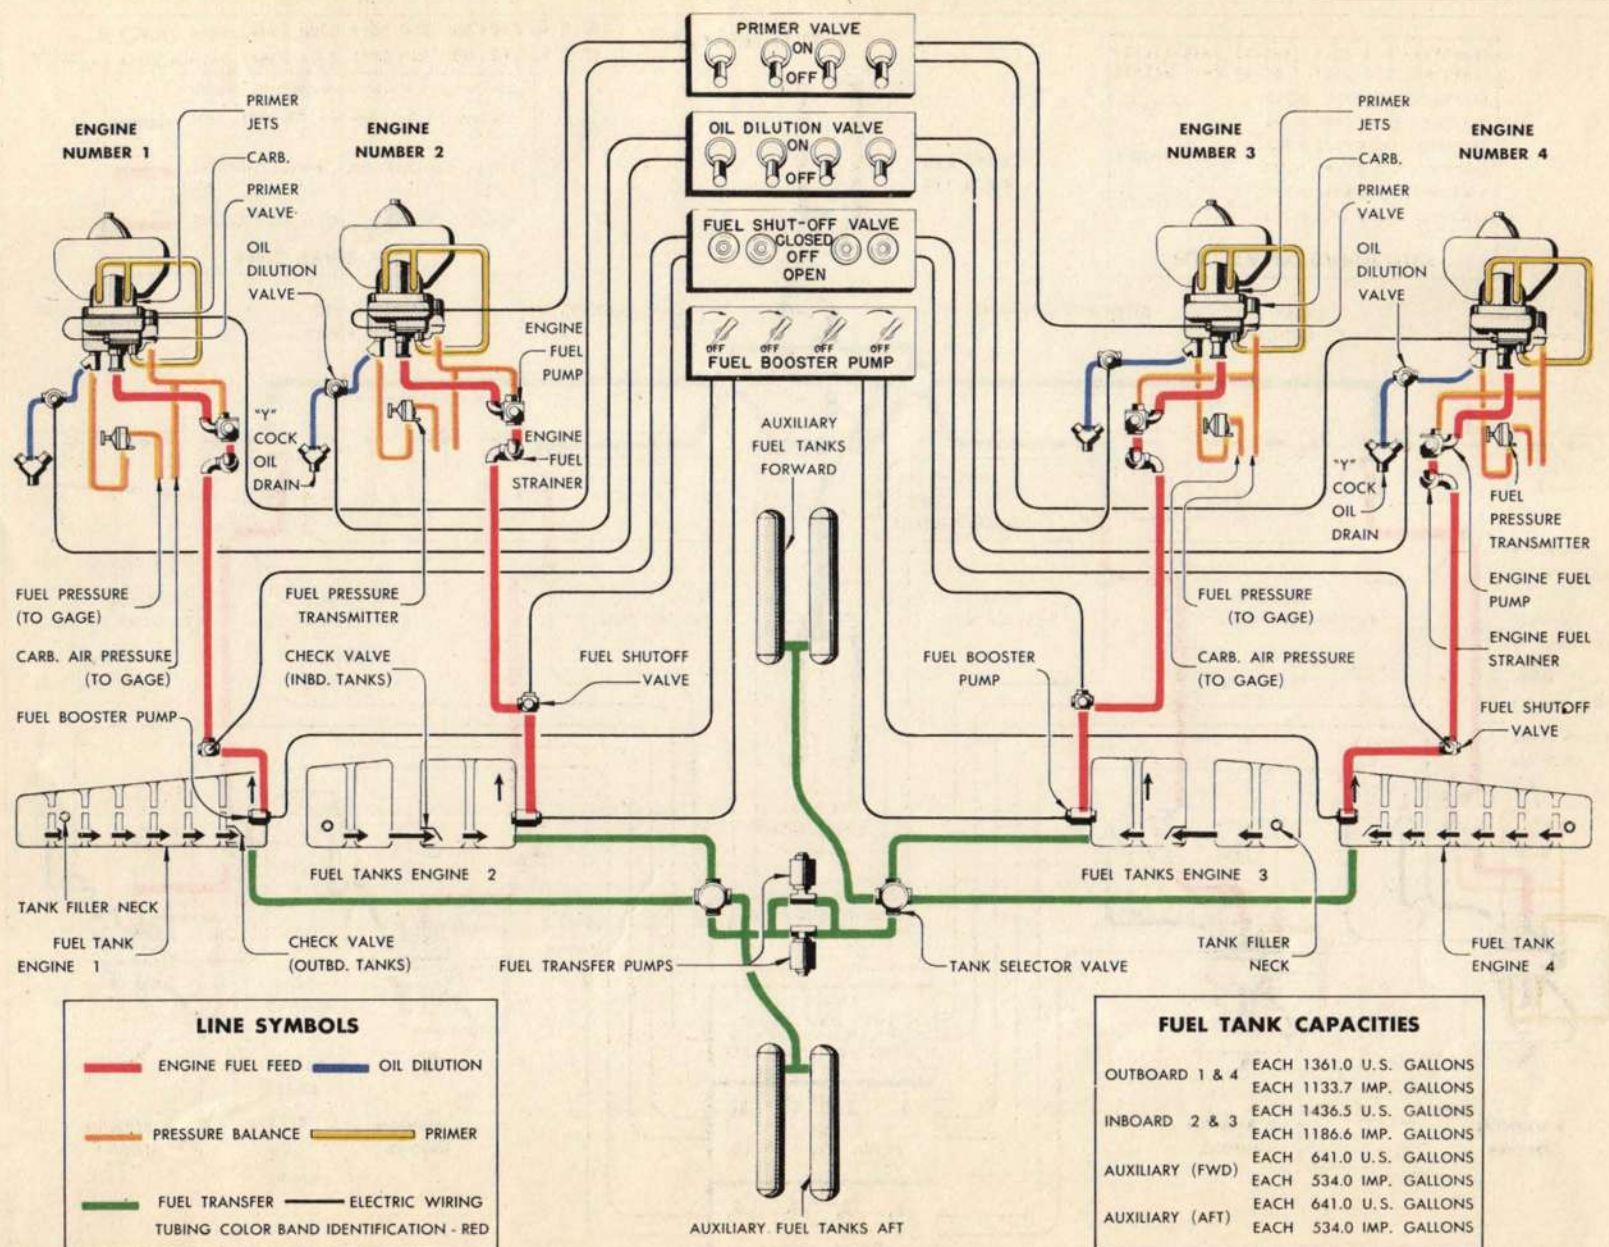 PRIMER VALVE
ON
OFF
OIL DILUTION VALVE
ON
OFF
FUEL SHUT-OFF VALVE
CLOSED
OFF
OPEN
OFF OFF OFF OFF
FUEL BOOSTER PUMP
ENGINE
NUMBER 1
PRIMER
JETS
CARB.
PRIMER
VALVE
OIL
DILUTION
VALVE
ENGINE
NUMBER 2
ENGINE
FUEL
PUMP
ENGINE
FUEL
STRAINER
"Y"
COCK
OIL
DRAIN
AUXILIARY
FUEL TANKS
FORWARD
ENGINE
NUMBER 3
PRIMER
JETS
CARB.
PRIMER
VALVE
OIL
DILUTION
VALVE
ENGINE
NUMBER 4
"Y"
COCK
OIL
DRAIN
FUEL
PRESSURE
TRANSMITTER
ENGINE FUEL
PUMP
ENGINE FUEL
STRAINER
FUEL SHUTOFF
VALVE
FUEL PRESSURE
(TO GAGE)
CARB. AIR PRESSURE
(TO GAGE)
FUEL BOOSTER PUMP
FUEL PRESSURE
TRANSMITTER
CHECK VALVE
(INBD. TANKS)
FUEL SHUTOFF
VALVE
FUEL BOOSTER
PUMP
FUEL PRESSURE
(TO GAGE)
CARB. AIR PRESSURE
(TO GAGE)
FUEL TANKS ENGINE 2
FUEL TANKS ENGINE 3
TANK FILLER NECK
FUEL TANK
ENGINE 1
CHECK VALVE
(OUTBD. TANKS)
FUEL TRANSFER PUMPS
TANK SELECTOR VALVE
TANK FILLER
NECK
FUEL TANK
ENGINE 4
LINE SYMBOLS
ENGINE FUEL FEED OIL DILUTION
PRESSURE BALANCE PRIMER
FUEL TRANSFER ELECTRIC WIRING
TUBING COLOR BAND IDENTIFICATION - RED
AUXILIARY FUEL TANKS AFT
FUEL TANK CAPACITIES
OUTBOARD 1 & 4 EACH 1361.0 U.S. GALLONS
EACH 1133.7 IMP. GALLONS
INBOARD 2 & 3 EACH 1436.5 U.S. GALLONS
EACH 1186.6 IMP. GALLONS
AUXILIARY (FWD) EACH 641.0 U.S. GALLONS
EACH 534.0 IMP. GALLONS
AUXILIARY (AFT) EACH 641.0 U.S. GALLONS
EACH 534.0 IMP. GALLONS